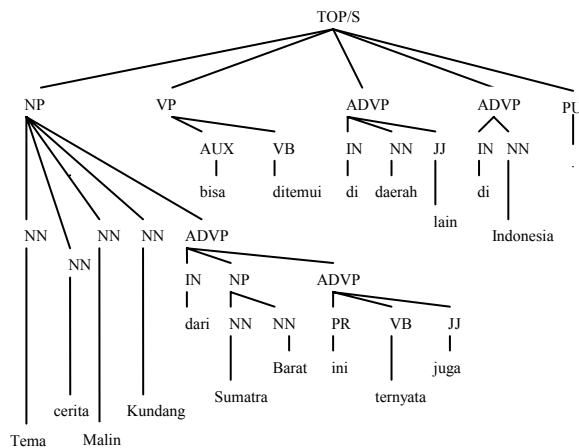 TOP/S
NP VP ADVP ADVP PU
AUX VB IN NN JJ IN NN .
bisa ditemui di daerah di
lain
NN NN NN ADVP Indonesia
NN
IN NP ADVP
dari NN NN PR VB JJ
Barat ini juga
Sumatra ternyata
cerita Kundang
Tema Malin